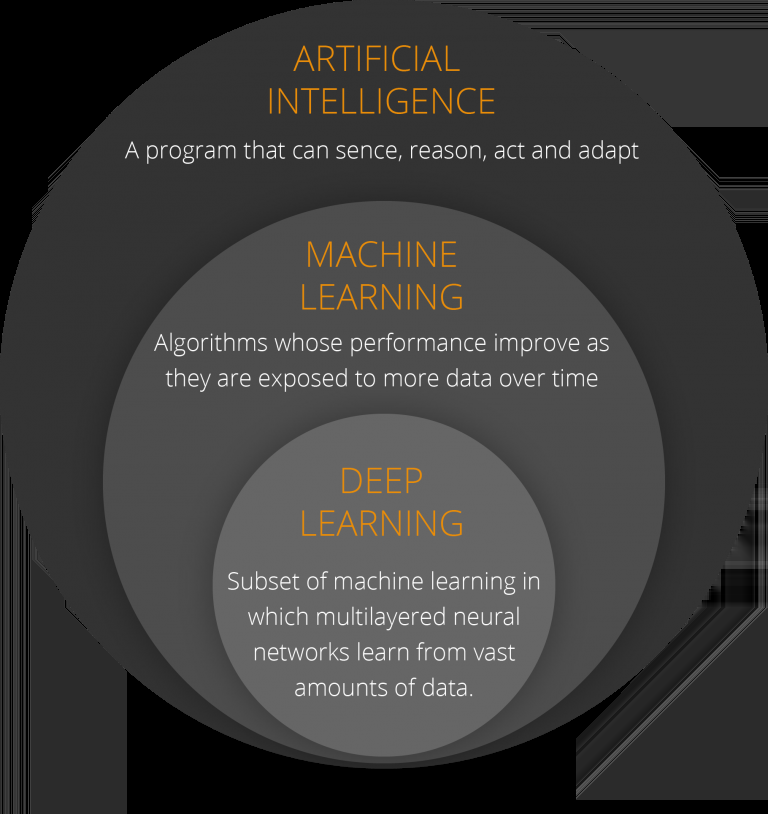 ARTIFICIAL
INTELLIGENCE
A program that can sence, reason, act and adapt
MACHINE
LEARNING
Algorithms whose performance improve as
they are exposed to more data over time
DEEP
LEARNING
Subset of machine learning in
which multilayered neural
networks learn from vast
amounts of data.